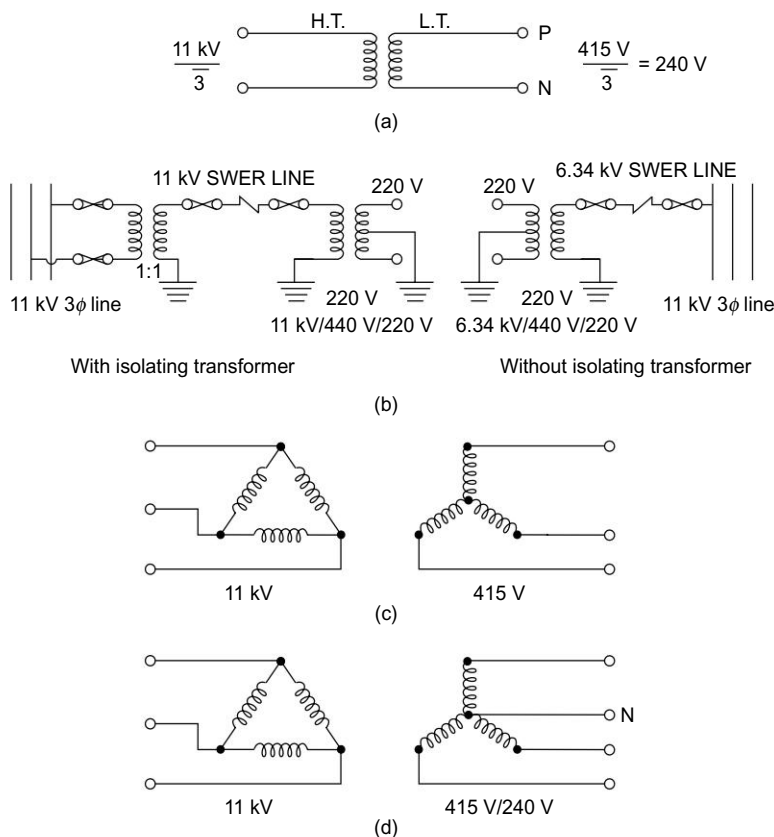 H.T. L.T.
11 kV
3
P
N
415 V
3
= 240 V
(a)
11 kV SWER LINE
6.34 kV SWER LINE
220 V
220 V
1:1
11 kV 3ϕ line
220 V
11 kV/440 V/220 V
220 V
6.34 kV/440 V/220 V
11 kV 3ϕ line
With isolating transformer
Without isolating transformer
(b)
11 kV
415 V
(c)
N
11 kV
415 V/240 V
(d)